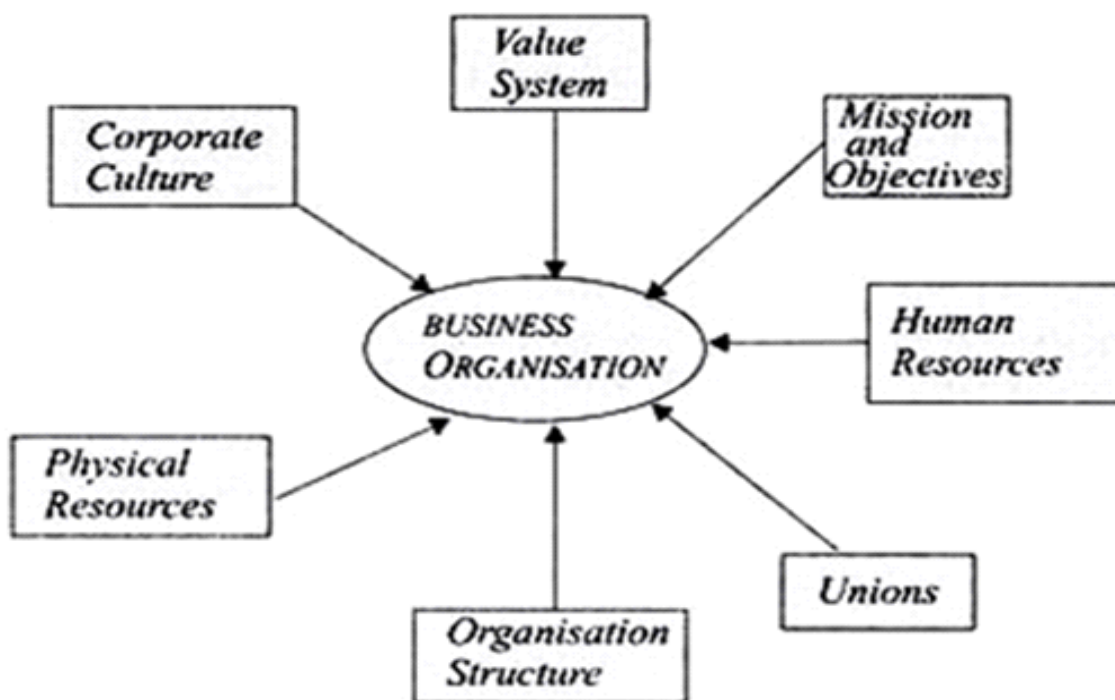 Value
System
Corporate
Culture
Mission
and
Objectives
BUSINESS
ORGANISATION
Human
Resources
Physical
Resources
Unions
Organisation
Structure